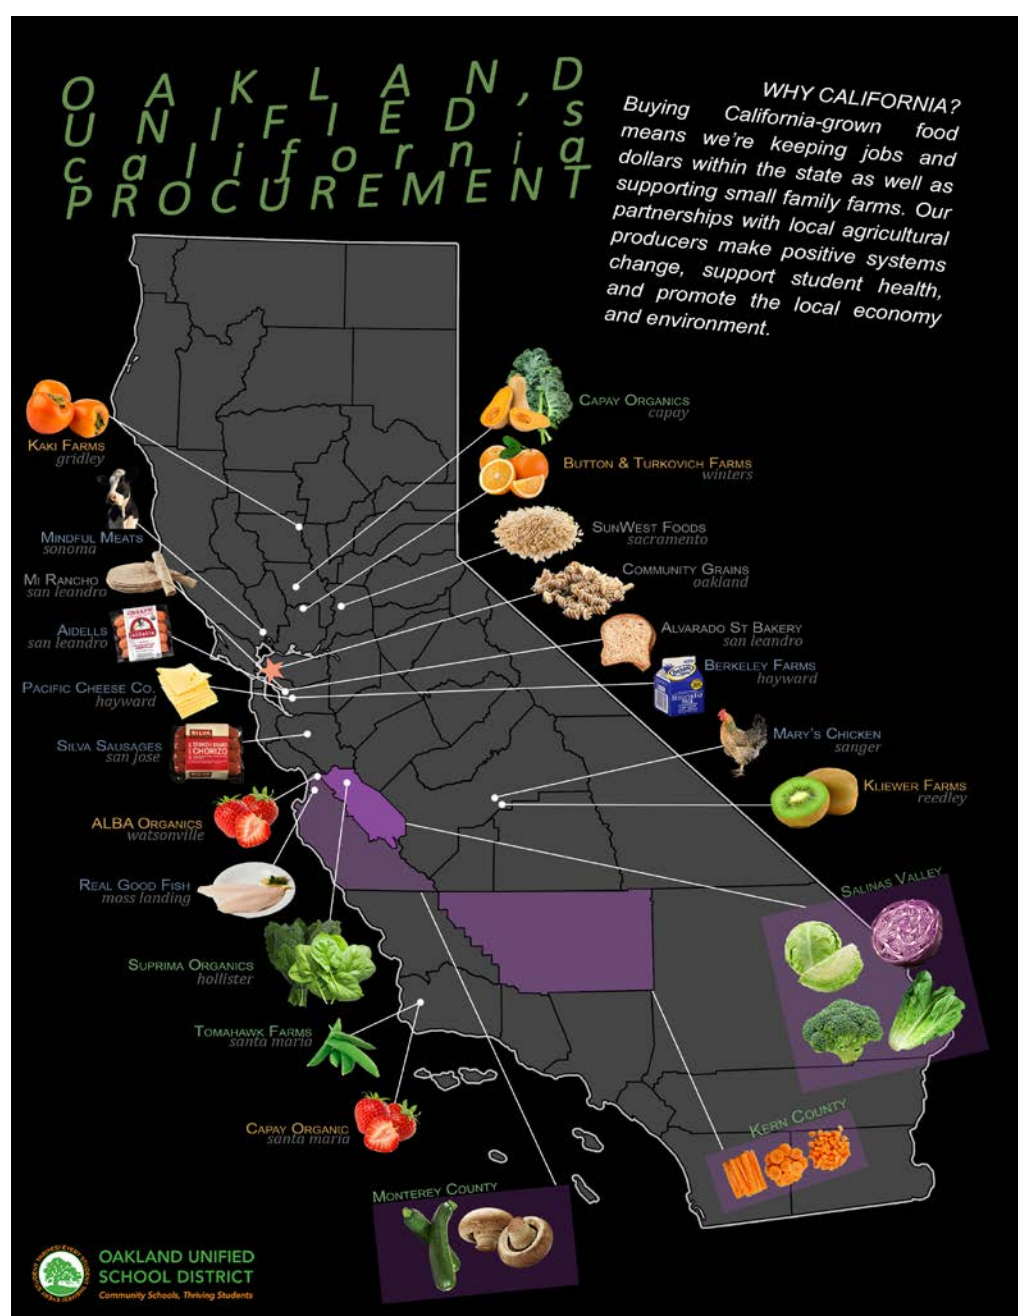 OAKLAN,D
UNIFIED's
california
PROCUREMENT
WHY CALIFORNIA?
Buying California-grown food
means we're keeping jobs and
dollars within the state as well as
supporting small family farms. Our
partnerships with local agricultural
producers make positive systems
change, support student health,
and promote the local economy
and environment.
KAKI FARMS
gridley
MINDFUL MEATS
sonoma
MI RANCHO
san leandro
AIDELLS
san leandro
PACIFIC CHEESE CO.
hayward
SILVA SAUSAGES
san jose
SILVA
CHORIZO
ALBA ORGANICS
watsonville
REAL GOOD FISH
moss landing
SUPRIMA ORGANICS
hollister
TOMAHAWK FARMS
santa maria
CAPAY ORGANIC
santa maria
CAPAY ORGANICS
capay
BUTTON & TURKOVICH FARMS
winters
SUNWEST FOODS
sacramento
COMMUNITY GRAINS
oakland
ALVARADO ST BAKERY
san leandro
BERKELEY FARMS
hayward
MARY'S CHICKEN
sanger
KLIEWER FARMS
reedley
SALINAS VALLEY
KERN COUNTY
MONTEREY COUNTY
OAKLAND UNIFIED
SCHOOL DISTRICT
Community Schools, Thriving Students